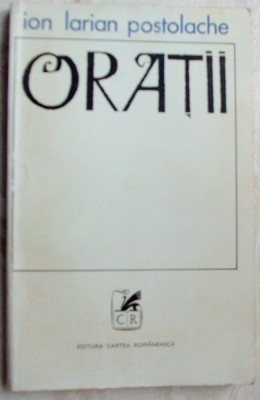 ion larian postolache
ORAȚII
CR
EDITURA CARTEA ROMÂNEASCĂ